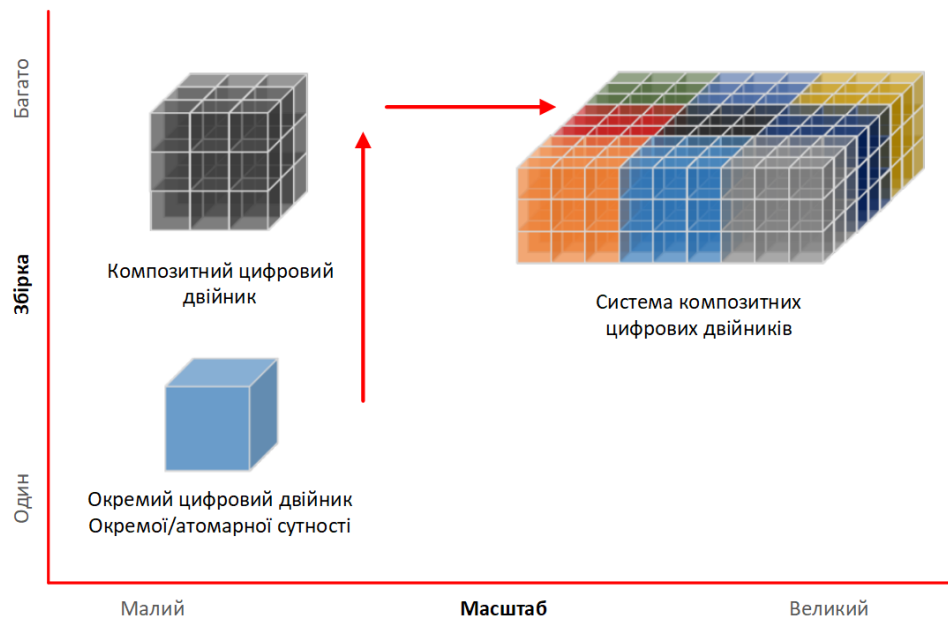 Багато
Композитний цифровий
двійник
Збірка
Система композитних
цифрових двійників
Один
Окремий цифровий двійник
Окремої/атомарної сутності
Малий
Масштаб
Великий